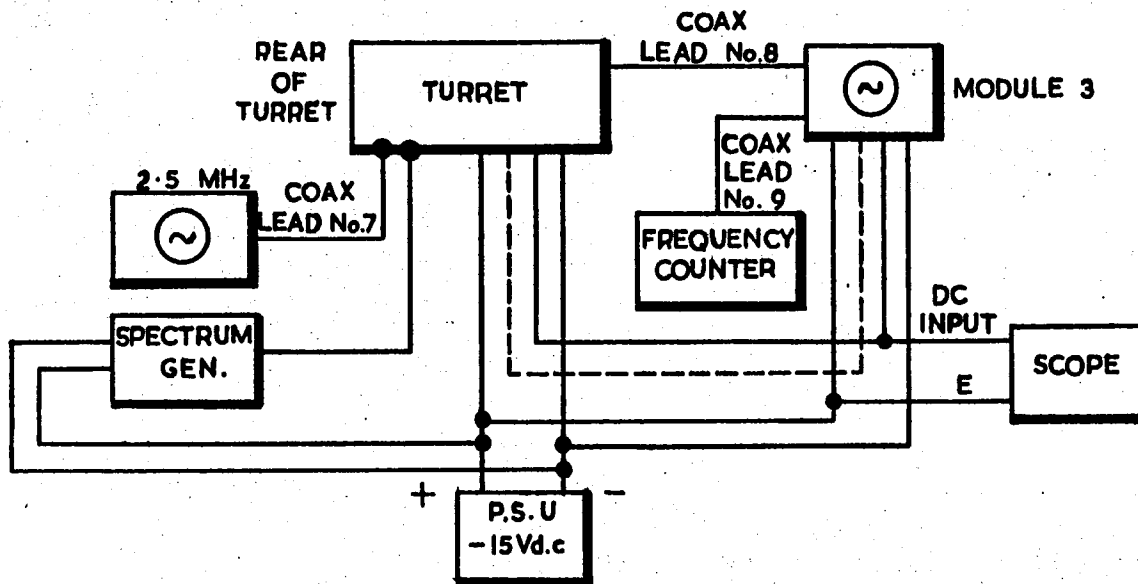 COAX
LEAD No.8
REAR
OF
TURRET
TURRET
MODULE 3
COAX
LEAD
No. 9
2·5 MHz
COAX
LEAD No.7
FREQUENCY
COUNTER
DC
INPUT
SPECTRUM
GEN.
SCOPE
E
+
-
P.S.U
-15Vd.c